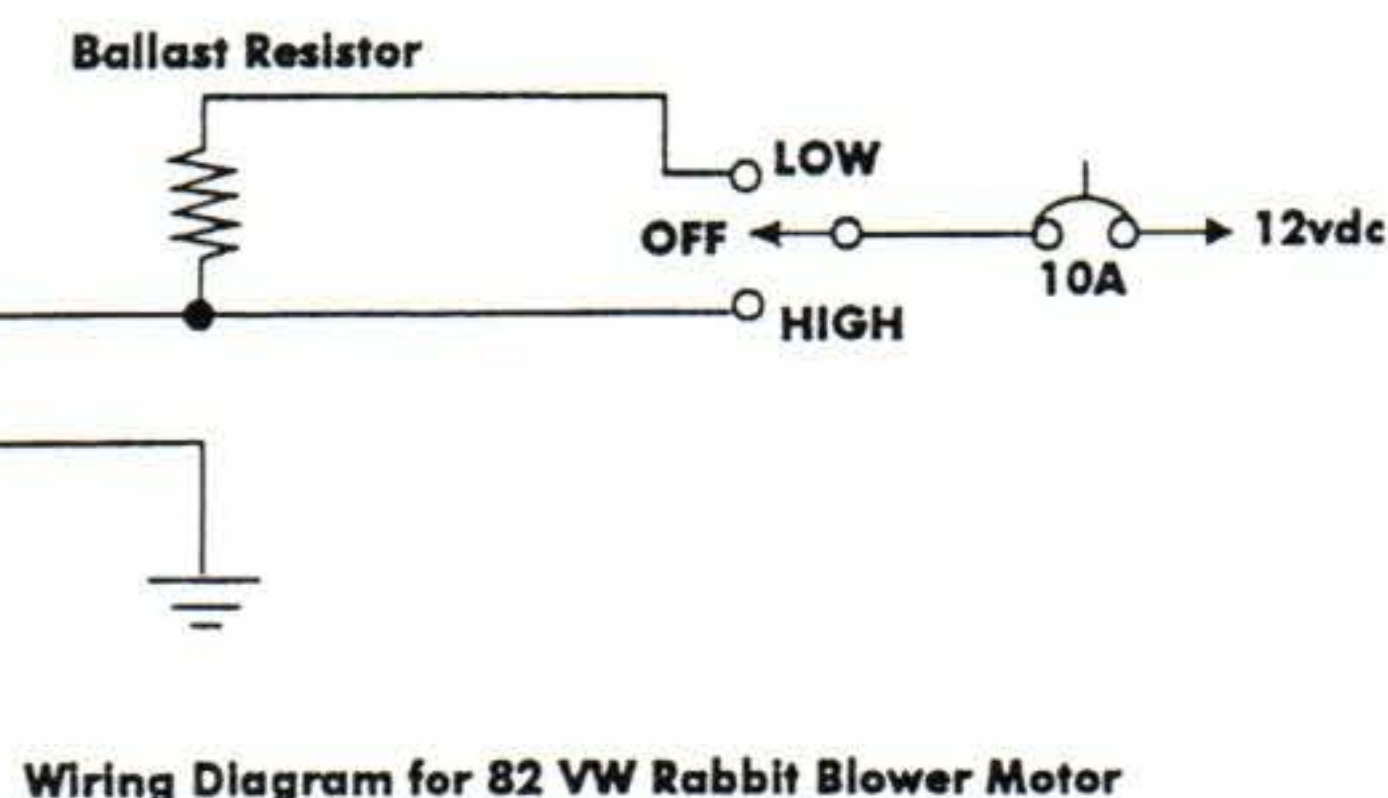 Ballast Resistor
LOW
OFF
12vdc
10A
HIGH
Wiring Diagram for 82 VW Rabbit Blower Motor